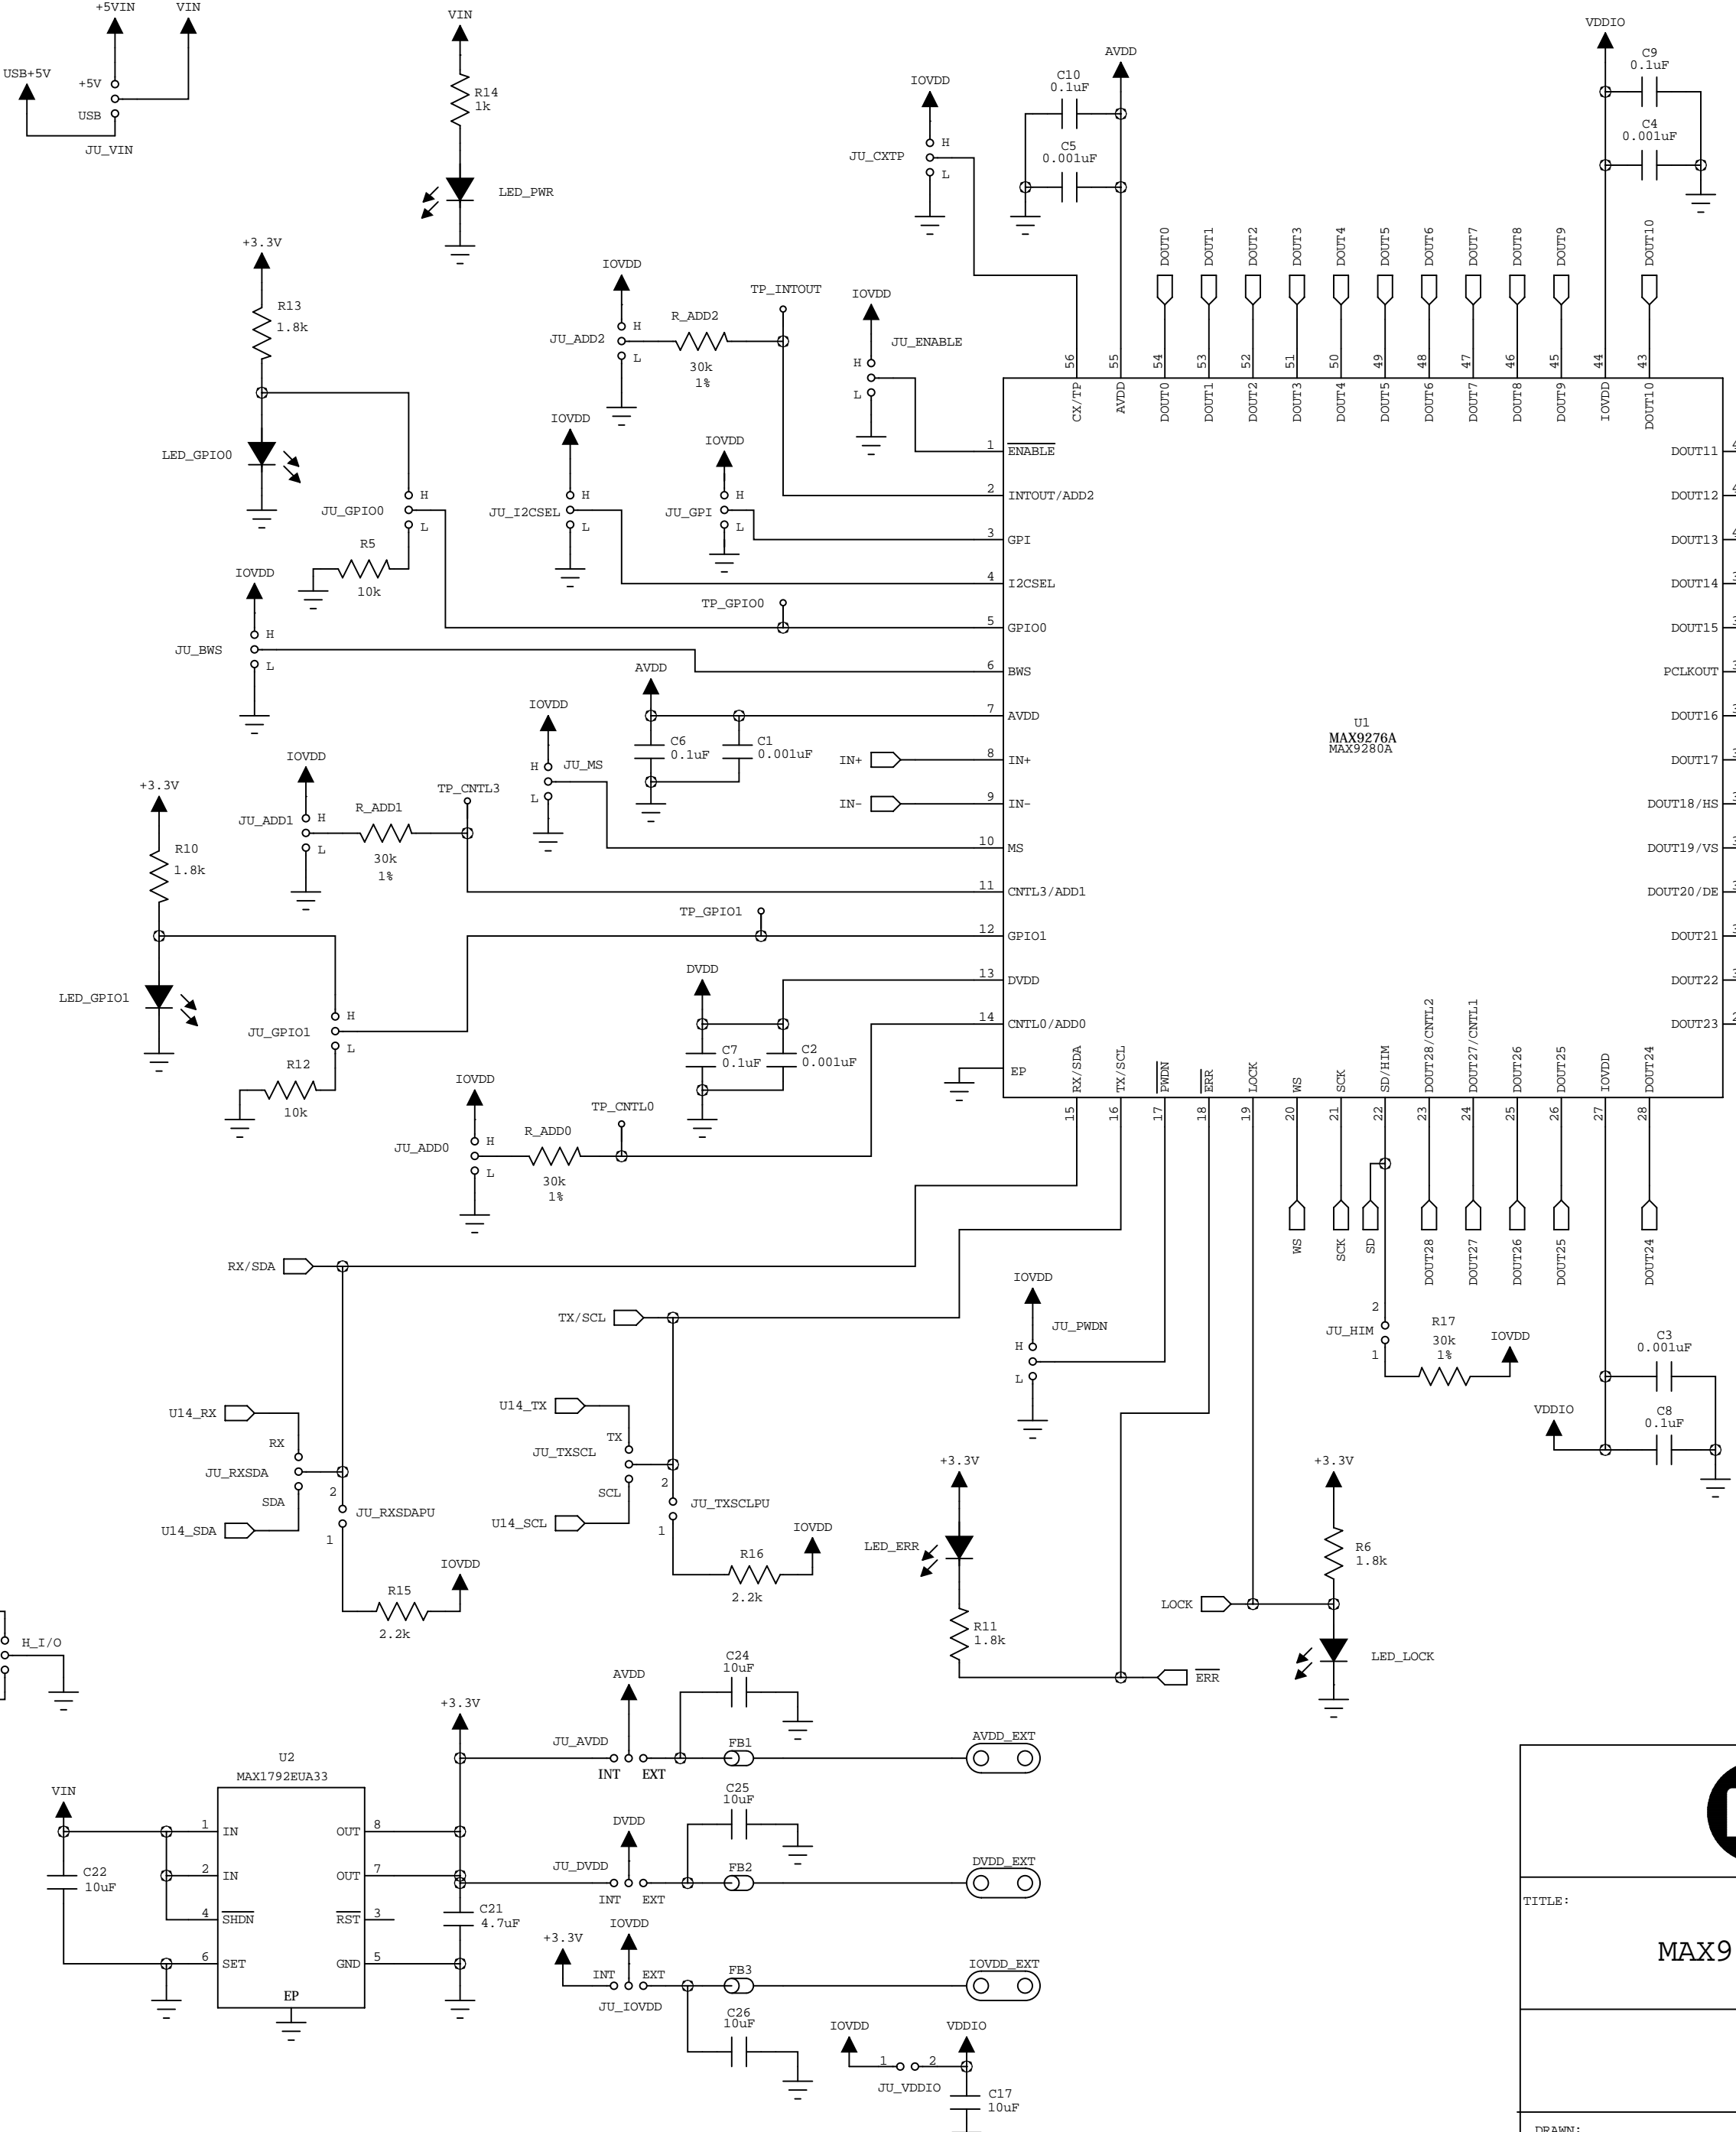 +5VIN
VIN
USB+5V
+5V
USB
JU_VIN
VIN
R14
1k
LED_PWR
IOVDD
JU_CXTP
H
L
AVDD
C10
0.1uF
C5
0.001uF
VDDIO
C9
0.1uF
C4
0.001uF
+3.3V
R13
1.8k
LED_GPIO0
JU_GPIO0
H
L
R5
10k
IOVDD
JU_ADD2
H
L
R_ADD2
30k
1%
TP_INTOUT
IOVDD
JU_ENABLE
H
L
IOVDD
JU_I2CSEL
H
L
IOVDD
JU_GPI
H
L
TP_GPIO0
IOVDD
JU_BWS
H
L
AVDD
C6
0.1uF
C1
0.001uF
IOVDD
H
JU_MS
L
IN+
IN-
IOVDD
JU_ADD1
H
L
R_ADD1
30k
1%
TP_CNTL3
+3.3V
R10
1.8k
LED_GPIO1
JU_GPIO1
H
L
R12
10k
TP_GPIO1
DVDD
C7
0.1uF
C2
0.001uF
IOVDD
JU_ADD0
H
L
R_ADD0
30k
1%
TP_CNTL0
DOUT0
DOUT1
DOUT2
DOUT3
DOUT4
DOUT5
DOUT6
DOUT7
DOUT8
DOUT9
DOUT10
56 CX/TP
55 AVDD
54 DOUT0
53 DOUT1
52 DOUT2
51 DOUT3
50 DOUT4
49 DOUT5
48 DOUT6
47 DOUT7
46 DOUT8
45 DOUT9
44 IOVDD
43 DOUT10
1 ENABLE
2 INTOUT/ADD2
3 GPI
4 I2CSEL
5 GPIO0
6 BWS
7 AVDD
8 IN+
9 IN-
10 MS
11 CNTL3/ADD1
12 GPIO1
13 DVDD
14 CNTL0/ADD0
EP
U1
MAX9276A
MAX9280A
DOUT11
DOUT12
DOUT13
DOUT14
DOUT15
PCLKOUT
DOUT16
DOUT17
DOUT18/HS
DOUT19/VS
DOUT20/DE
DOUT21
DOUT22
DOUT23
15 RX/SDA
16 TX/SCL
17 PWDN
18 ERR
19 LOCK
20 WS
21 SCK
22 SD/HIM
23 DOUT28/CNTL2
24 DOUT27/CNTL1
25 DOUT26
26 DOUT25
27 IOVDD
28 DOUT24
WS
SCK
SD
DOUT28
DOUT27
DOUT26
DOUT25
DOUT24
RX/SDA
TX/SCL
IOVDD
JU_PWDN
H
L
2
JU_HIM
1
R17
30k
1%
IOVDD
C3
0.001uF
VDDIO
C8
0.1uF
U14_RX
RX
JU_RXSDA
SDA
U14_SDA
2
JU_RXSDAPU
1
IOVDD
R15
2.2k
U14_TX
TX
JU_TXSCL
SCL
U14_SCL
2
JU_TXSCLPU
1
IOVDD
R16
2.2k
+3.3V
LED_ERR
R11
1.8k
ERR
+3.3V
R6
1.8k
LOCK
LED_LOCK
H_I/O
VIN
C22
10uF
U2
MAX1792EUA33
1 IN
2 IN
4 SHDN
6 SET
OUT 8
OUT 7
RST 3
GND 5
EP
+3.3V
C21
4.7uF
AVDD
JU_AVDD
INT
EXT
C24
10uF
FB1
AVDD_EXT
DVDD
JU_DVDD
INT
EXT
C25
10uF
FB2
DVDD_EXT
+3.3V
IOVDD
INT
EXT
JU_IOVDD
FB3
C26
10uF
IOVDD_EXT
IOVDD
VDDIO
1
2
JU_VDDIO
C17
10uF
TITLE:
MAX9
DRAWN: